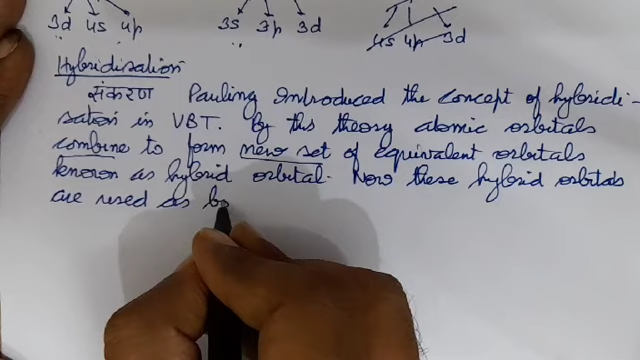 3d 4s 4p 3s 3p 3d 4s 4p 3d
Hybridization
संकरण Pauling introduced the concept of hybridi-
sation in VBT. By this theory atomic orbitals
combine to form new set of equivalent orbitals
known as hybrid orbital. Now these hybrid orbitals
are used as b